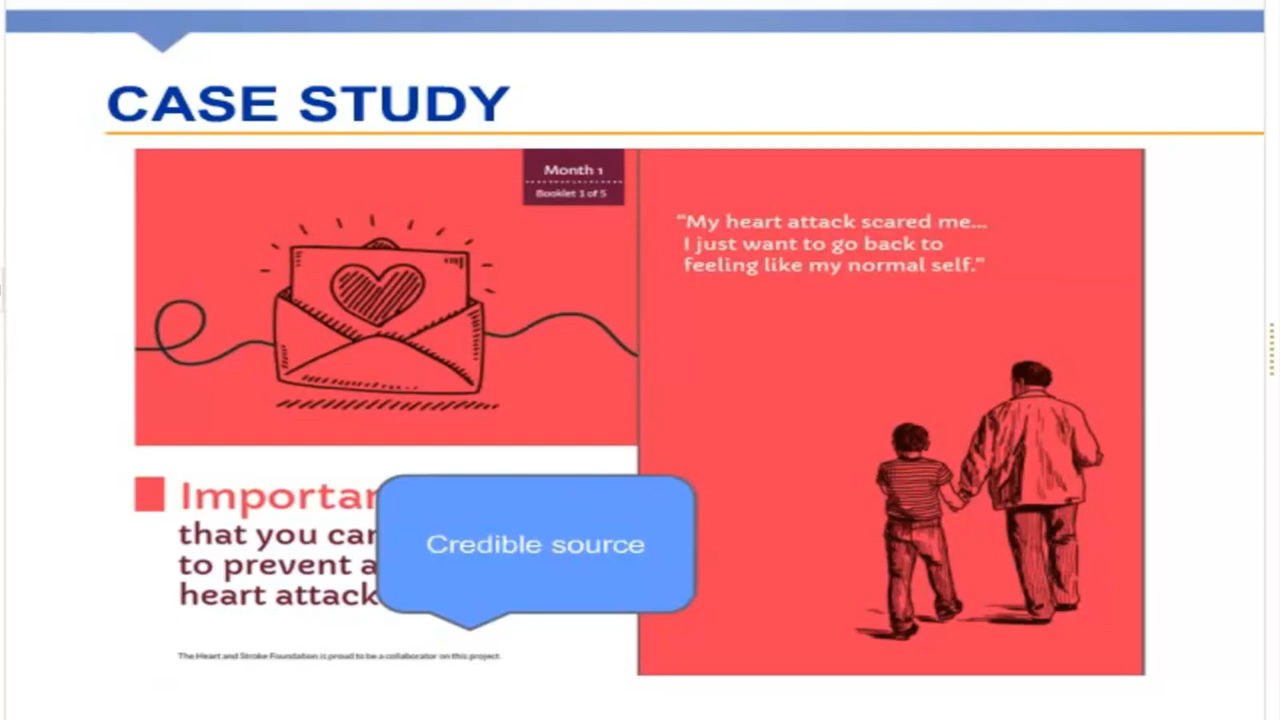 CASE STUDY
Month 1
Booklet 1 of 5
"My heart attack scared me...
I just want to go back to
feeling like my normal self."
that you
to prevent
heart attack
Credible source
The Heart and Stroke Foundation is proud to be a collaborator on this project.